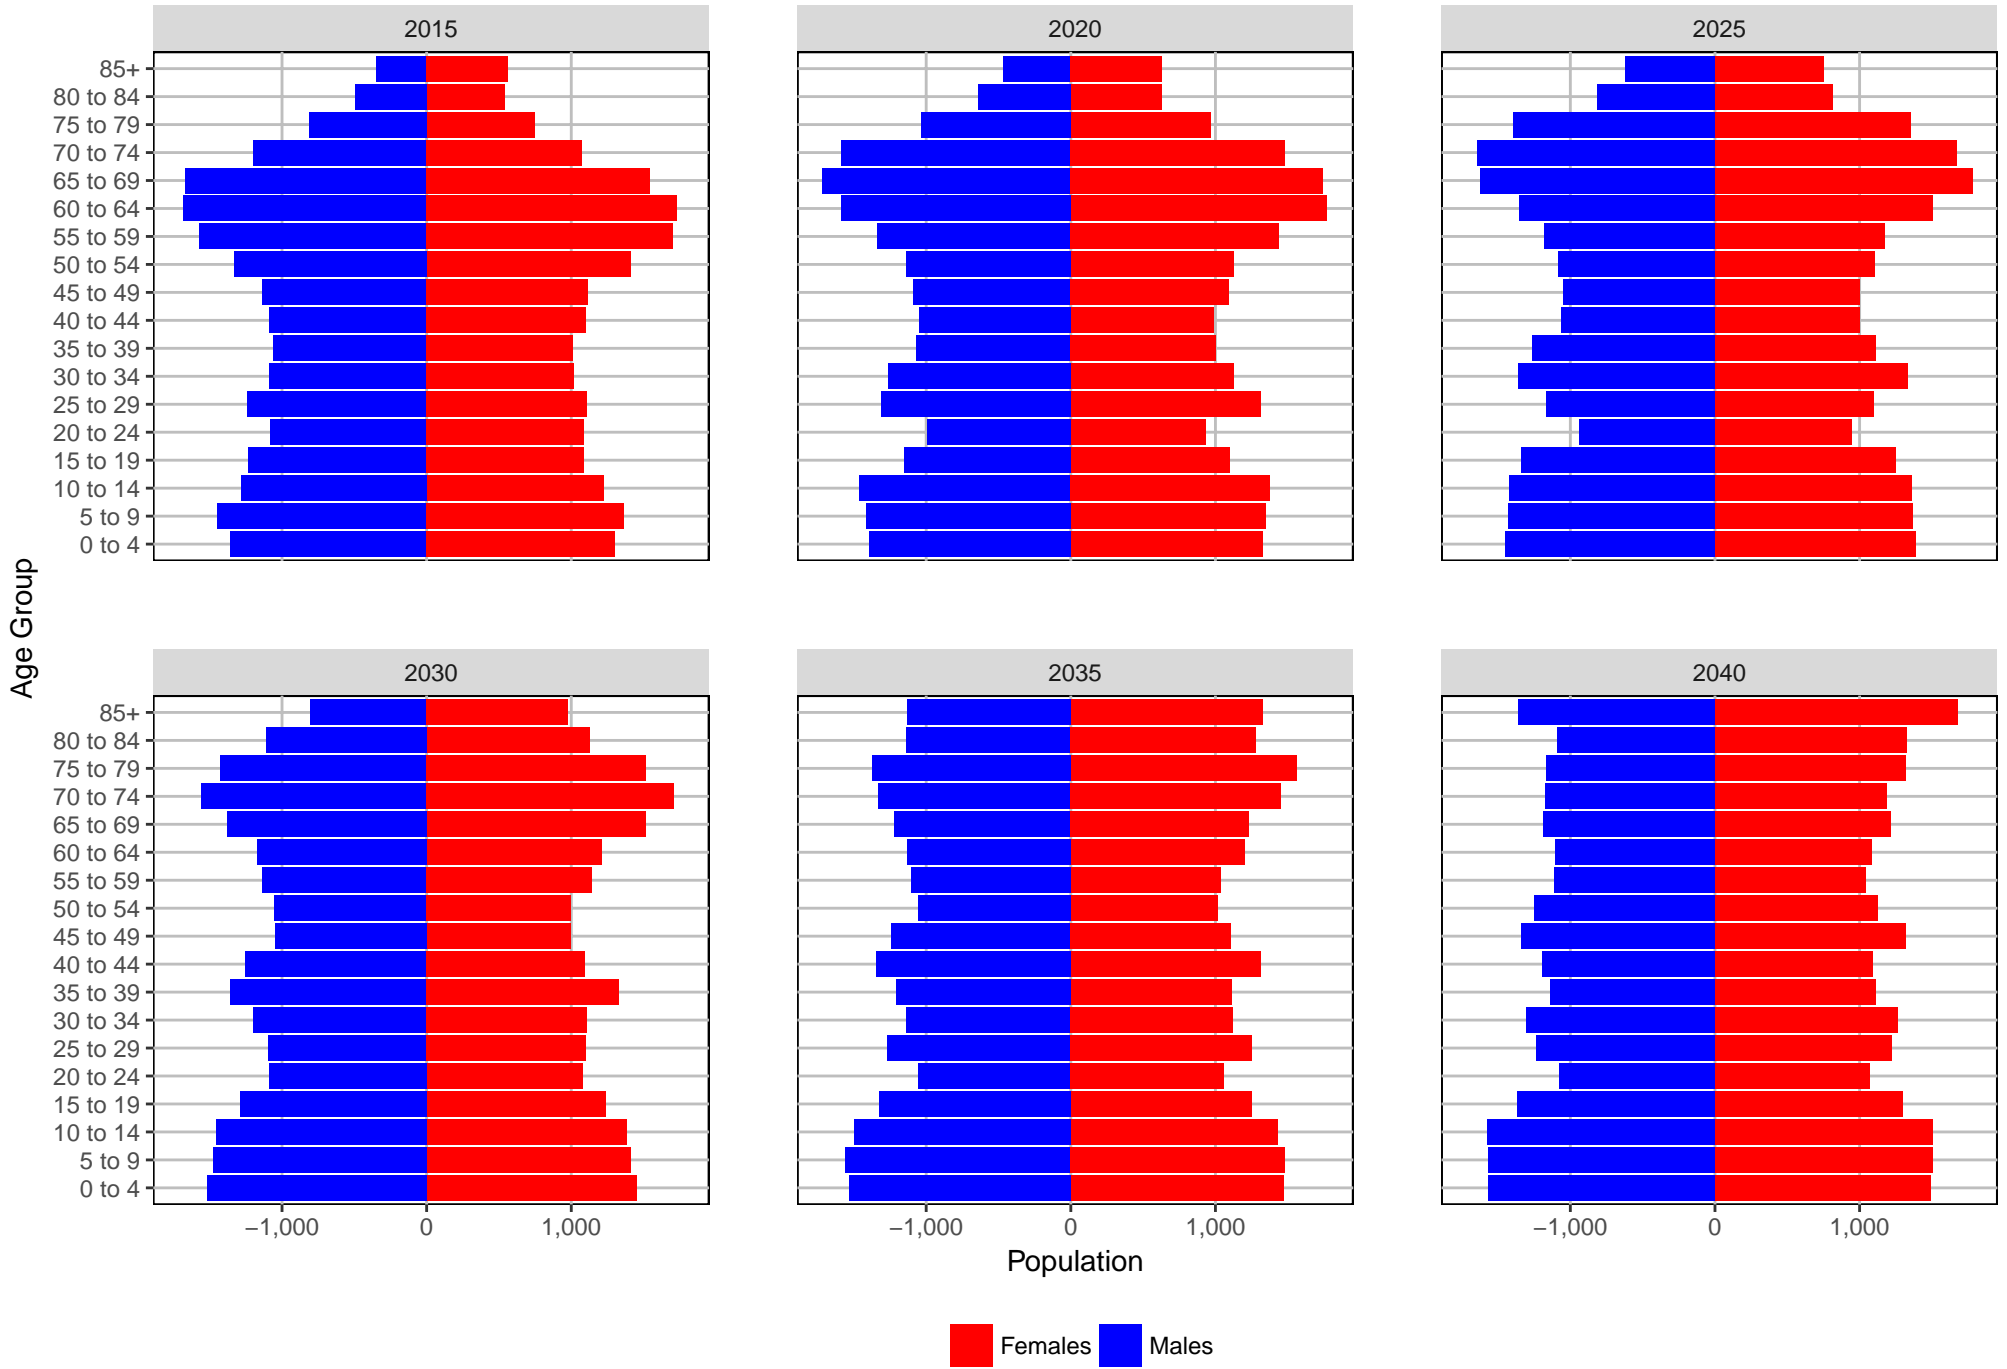 2015
2020
2025
85+
80 to 84
75 to 79
70 to 74
65 to 69
60 to 64
55 to 59
50 to 54
45 to 49
40 to 44
35 to 39
30 to 34
25 to 29
20 to 24
15 to 19
10 to 14
5 to 9
0 to 4
Age Group
2030
2035
2040
85+
80 to 84
75 to 79
70 to 74
65 to 69
60 to 64
55 to 59
50 to 54
45 to 49
40 to 44
35 to 39
30 to 34
25 to 29
20 to 24
15 to 19
10 to 14
5 to 9
0 to 4
−1,000 0 1,000
−1,000 0 1,000
−1,000 0 1,000
Population
Females Males